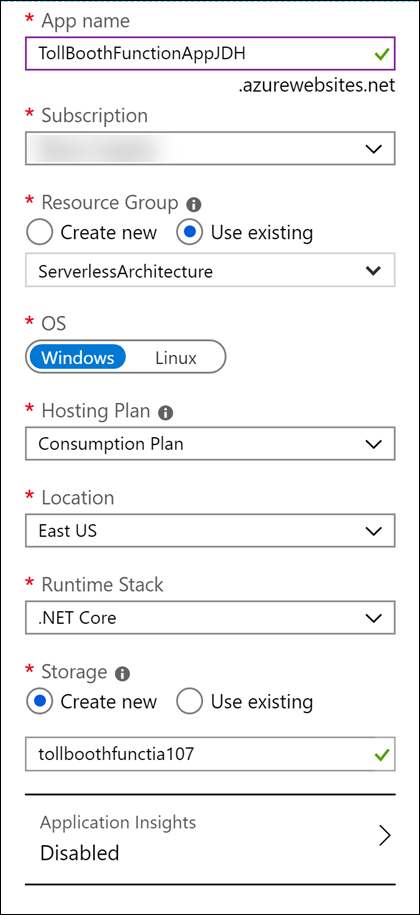 * App name
TollBoothFunctionAppJDH
.azurewebsites.net
* Subscription
* Resource Group
Create new Use existing
ServerlessArchitecture
* OS
Windows Linux
* Hosting Plan
Consumption Plan
* Location
East US
* Runtime Stack
.NET Core
* Storage
Create new Use existing
tollboothfunctia107
Application Insights
Disabled